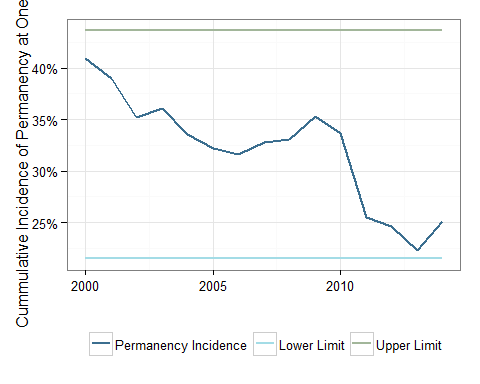 Cummulative Incidence of Permanency at One
40%
35%
30%
25%
2000 2005 2010
Permanency Incidence Lower Limit Upper Limit